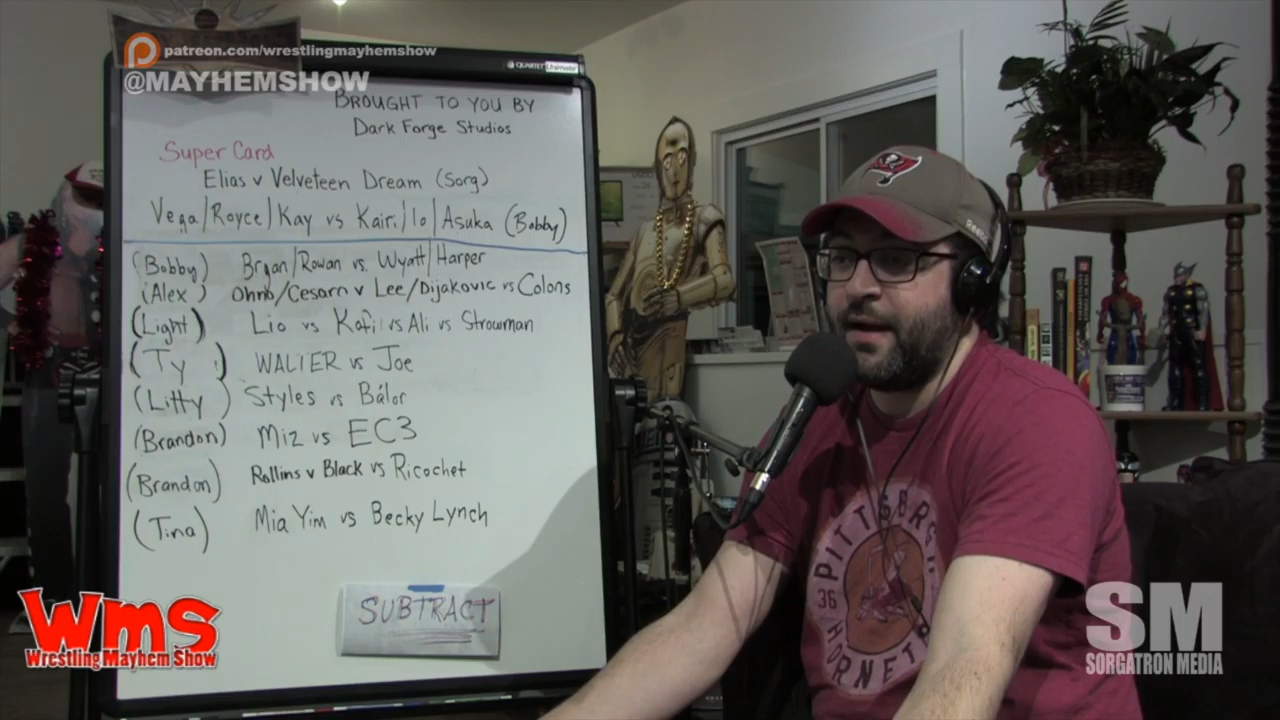 patreon.com/wrestlingmayhemshow
@MAYHEMSHOW
QUARTET Unimate
BROUGHT TO YOU BY
Dark Forge Studios
Super Card
Elias v Velveteen Dream (Sorg)
Vega/Royce/Kay vs Kairi/Io/Asuka (Bobby)
(Bobby) Bryan/Rowan vs. Wyatt/Harper
(Alex) Ohno/Cesaro v Lee/Dijakovic vs Colons
(Light) Lio vs Kofi vs Ali vs Strowman
(Ty) WALTER vs Joe
(Litty) Styles vs Bálor
(Brandon) Miz vs EC3
(Brandon) Rollins v Black vs Ricochet
(Tina) Mia Yim vs Becky Lynch
SUBTRACT
PITTSBURGH
36
HORNETS
WMS
Wrestling Mayhem Show
SM
SORGATRON MEDIA